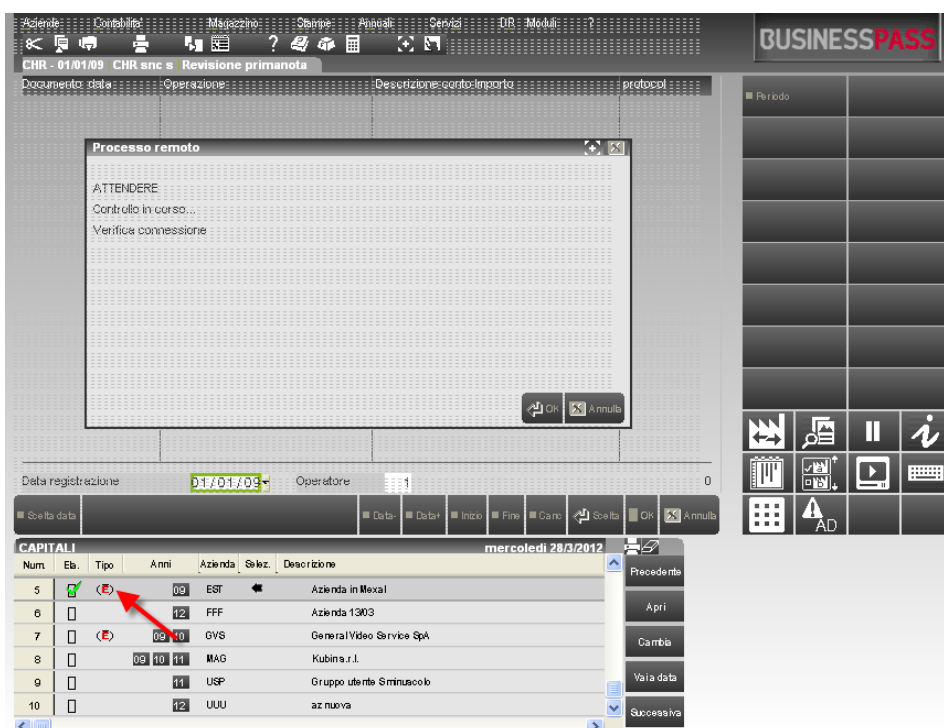 Aziende Contabilita' Magazzino Stampe Annuali Servizi DR Moduli ?
BUSINESSPASS
CHR - 01/01/09 CHR snc s Revisione primanota
Documento data Operazione Descrizione conto Importo protocol
Periodo
Processo remoto
ATTENDERE
Controllo in corso...
Verifica connessione
OK Annulla
Data registrazione 01/01/09 Operatore 1 0
AD
Scelta data Data- Data+ Inizio Fine Canc Scelta OK Annulla
CAPITALI mercoledì 28/3/2012
Num. Ela. Tipo Anni Azienda Selez. Descrizione
Precedente
5 (E) 09 EST Azienda in Mexal
6 12 FFF Azienda 13/03
Apri
7 (E) 09 10 GVS General Video Service SpA
Cambia
8 09 10 11 MAG Kubina r.l.
9 11 USP Gruppo utente S minuscolo
Vai a data
10 12 UUU az nuova
Successiva